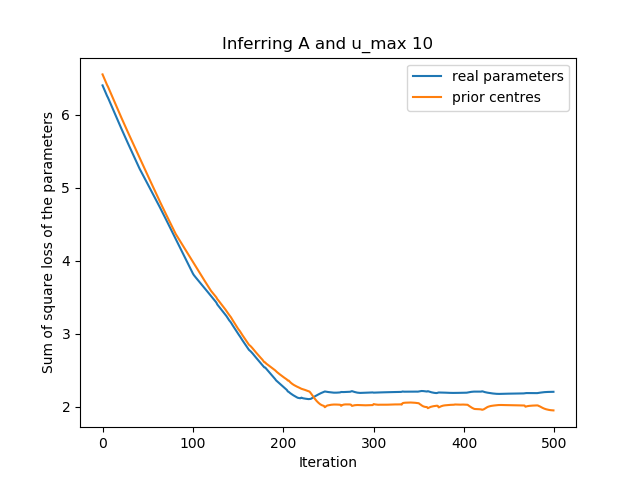 Inferring A and u_max 10
real parameters
prior centres
Sum of square loss of the parameters
6
5
4
3
2
0 100 200 300 400 500
Iteration